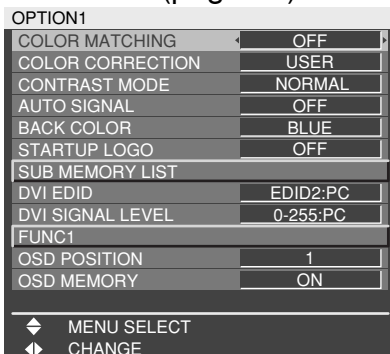 OPTION1
COLOR MATCHING OFF
COLOR CORRECTION USER
CONTRAST MODE NORMAL
AUTO SIGNAL OFF
BACK COLOR BLUE
STARTUP LOGO OFF
SUB MEMORY LIST
DVI EDID EDID2:PC
DVI SIGNAL LEVEL 0-255:PC
FUNC1
OSD POSITION 1
OSD MEMORY ON
MENU SELECT
CHANGE